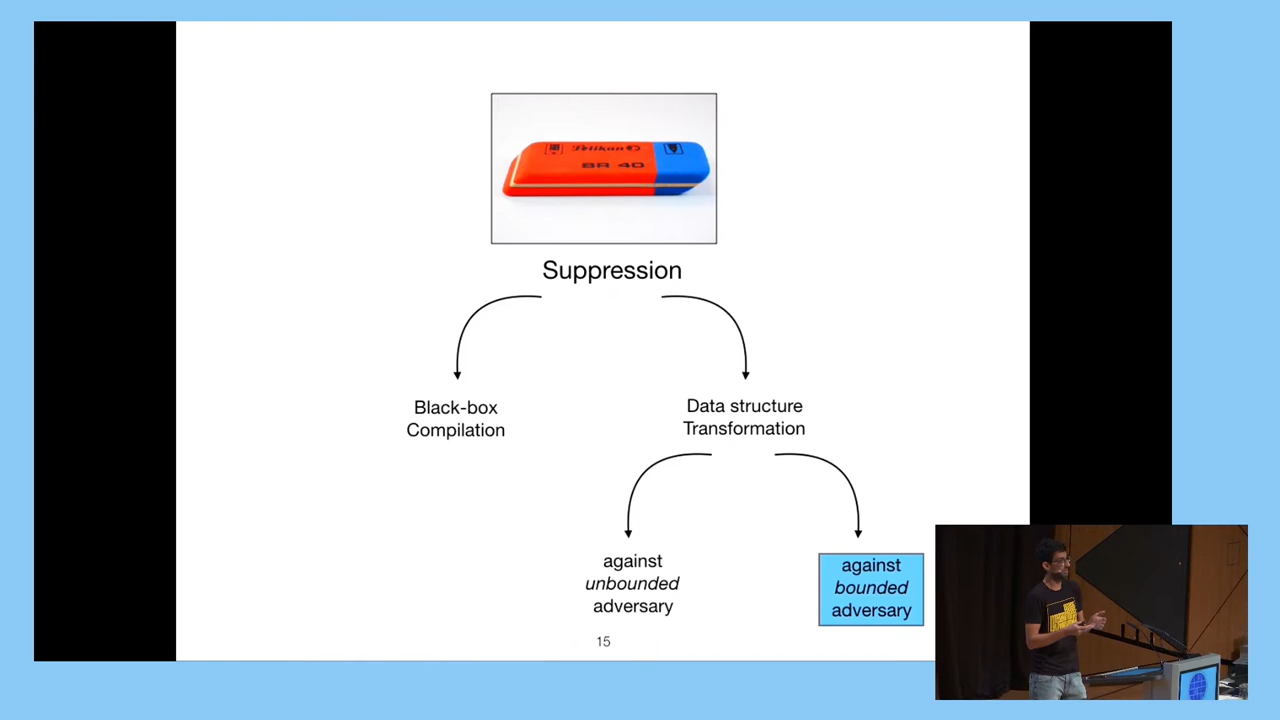 Pelikan
BR 40
Suppression
Black-box
Compilation
Data structure
Transformation
against
unbounded
adversary
against
bounded
adversary
15